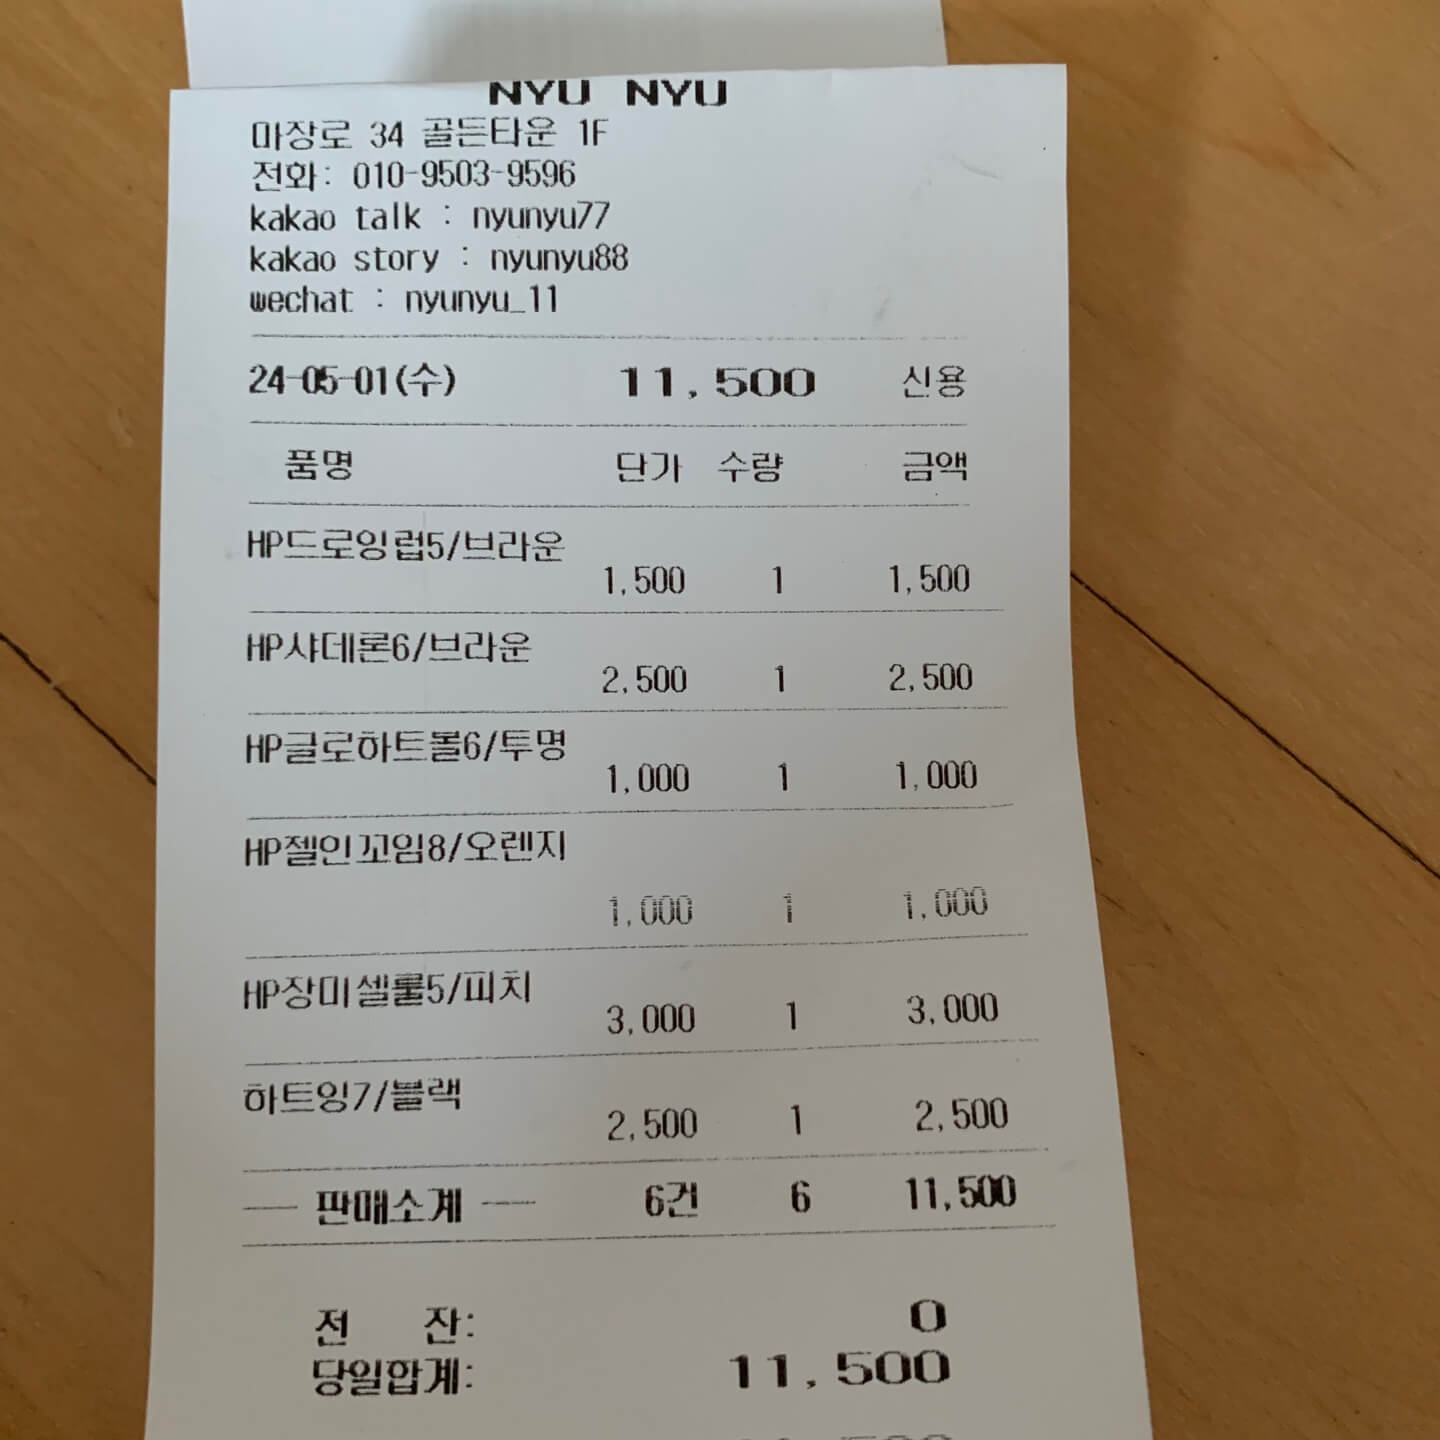 NYU NYU
마장로 34 골든타운 1F
전화: 010-9503-9596
kakao talk : nyunyu77
kakao story : nyunyu88
wechat : nyunyu_11
24-05-01(수) 11,500 신용
품명 단가 수량 금액
HP드로잉럽5/브라운
1,500 1 1,500
HP샤데론6/브라운
2,500 1 2,500
HP글로하트볼6/투명
1,000 1 1,000
HP젤인꼬임8/오렌지
1,000 1 1,000
HP장미셀룰5/피치
3,000 1 3,000
하트잉7/블랙
2,500 1 2,500
── 판매소계 ── 6건 6 11,500
전 잔: 0
당일합계: 11,500